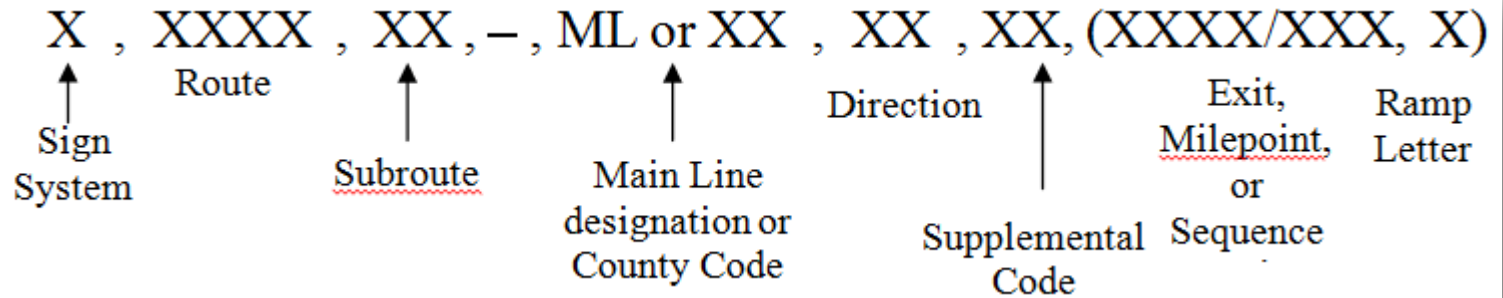 X , XXXX , XX , – , ML or XX , XX , XX, (XXXX/XXX, X)
Route
Sign
System
Subroute
Main Line
designation or
County Code
Direction
Supplemental
Code
Exit,
Milepoint,
or
Sequence
Ramp
Letter